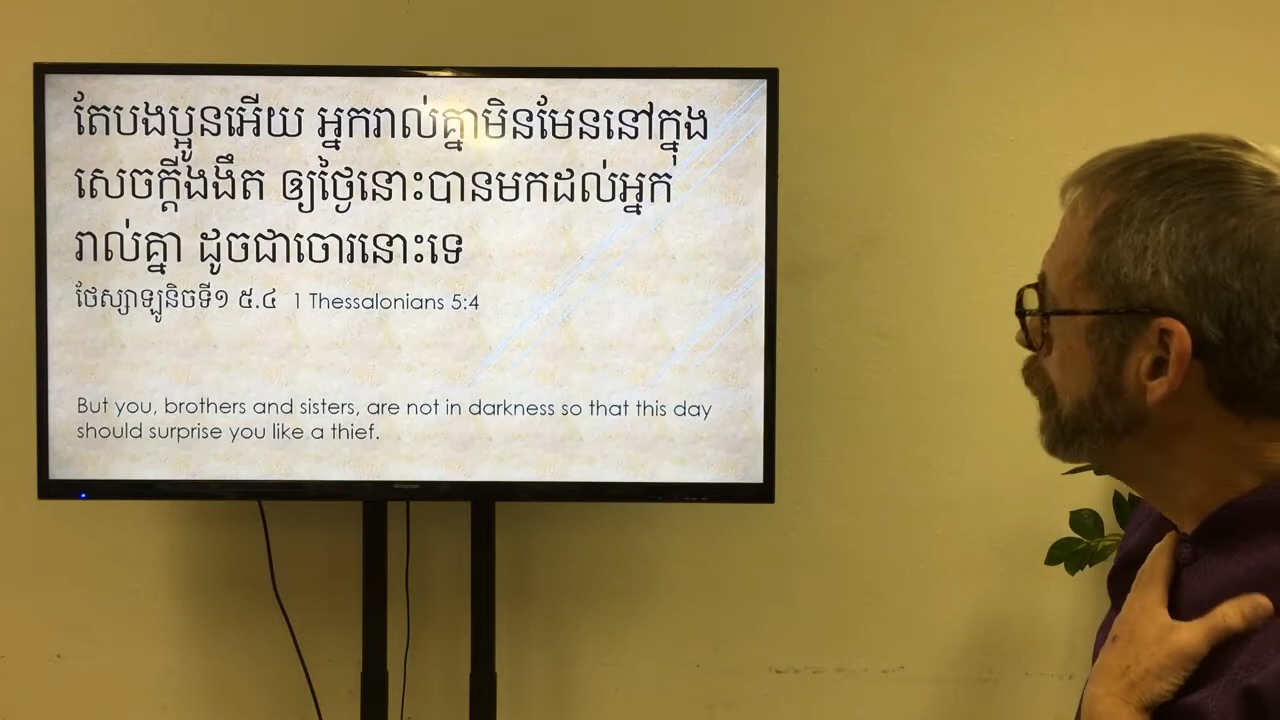 តែបងប្អូនអើយ អ្នករាល់គ្នាមិនមែននៅក្នុង
សេចក្ដីងងឹត ឲ្យថ្ងៃនោះបានមកដល់អ្នក
រាល់គ្នា ដូចជាចោរនោះទេ
ថែស្សាឡូនិចទី១ ៥.៤ 1 Thessalonians 5:4
But you, brothers and sisters, are not in darkness so that this day
should surprise you like a thief.